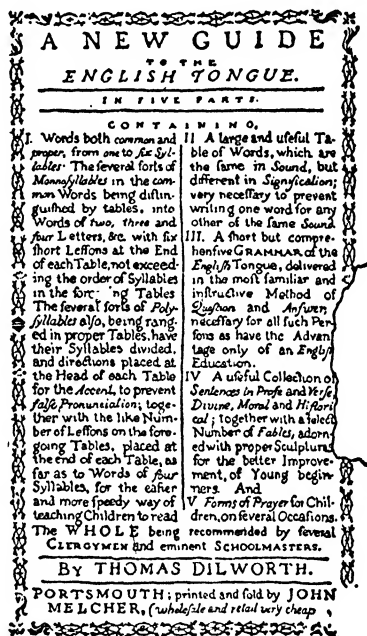 A NEW GUIDE
TO THE
ENGLISH TONGUE.
IN FIVE PARTS.
CONTAINING,
I. Words both common and
proper, from one to ſix Syl-
lables. The ſeveral ſorts of
Monoſyllables in the com-
mon Words being diſtin-
guiſhed by tables, into
Words of two, three and
four Letters, &c. with ſix
ſhort Leſſons at the End
of each Table, not exceed-
ing the order of Syllables
in the ng Tables
The ſeveral ſorts of Poly-
ſyllables alſo, being rang-
ed in proper Tables, have
their Syllables divided,
and directions placed at
the Head of each Table
for the Accent, to prevent
falſe Pronunciation; toge-
ther with the like Num-
ber of Leſſons on the fore-
going Tables, placed at
the end of each Table, as
far as to Words of four
Syllables, for the eaſier
and more ſpeedy way of
teaching Children to read
II A large and uſeful Ta-
ble of Words, which are
the ſame in Sound, but
different in Signification;
very neceſſary to prevent
writing one word for any
other of the ſame Sound
III. A ſhort but compre-
henſive GRAMMAR of the
Engliſh Tongue, delivered
in the moſt familiar and
inſtructive Method of
Queſtion and Anſwer,
neceſſary for all ſuch Per-
ſons as have the Advan
tage only of an Engliſh
Education.
IV A uſeful Collection of
Sentences in Proſe and Verſe,
Divine, Moral and Hiſtori
cal; together with a ſelect
Number of Fables, adorn-
ed with proper Sculptures
for the better Improve-
ment, of Young begin-
ners. And
V Forms of Prayer for Chil-
dren, on ſeveral Occaſions.
The WHOLE being recommended by ſeveral
CLERGYMEN and eminent SCHOOLMASTERS.
By THOMAS DILWORTH.
PORTSMOUTH; printed and ſold by JOHN
MELCHER, (wholeſale and retail very cheap